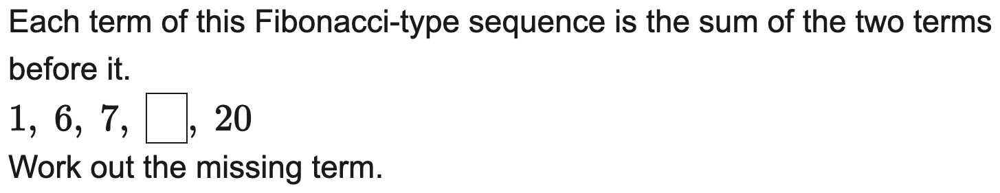 Each term of this Fibonacci-type sequence is the sum of the two terms
before it.
1, 6, 7, □, 20
Work out the missing term.